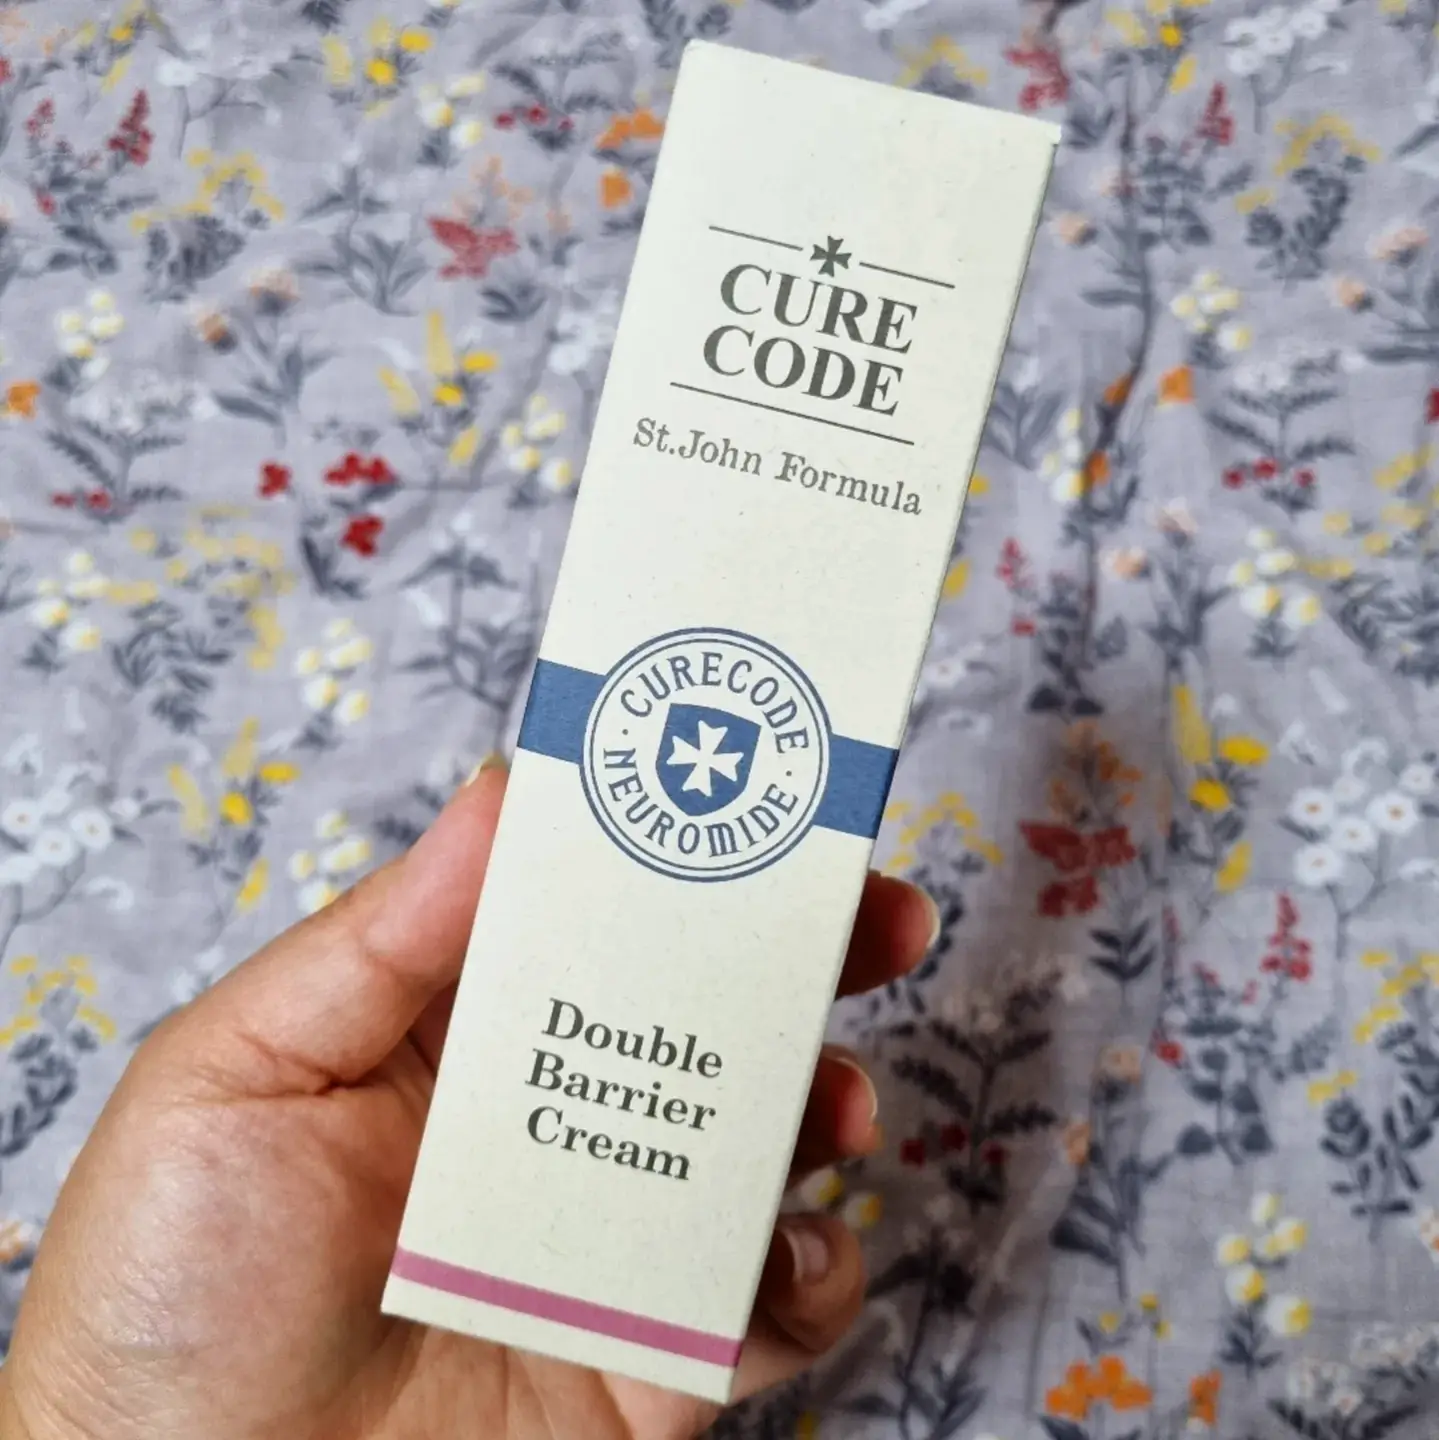 CURE
CODE
St.John Formula
CURECODE
· NEUROMIDE ·
Double
Barrier
Cream